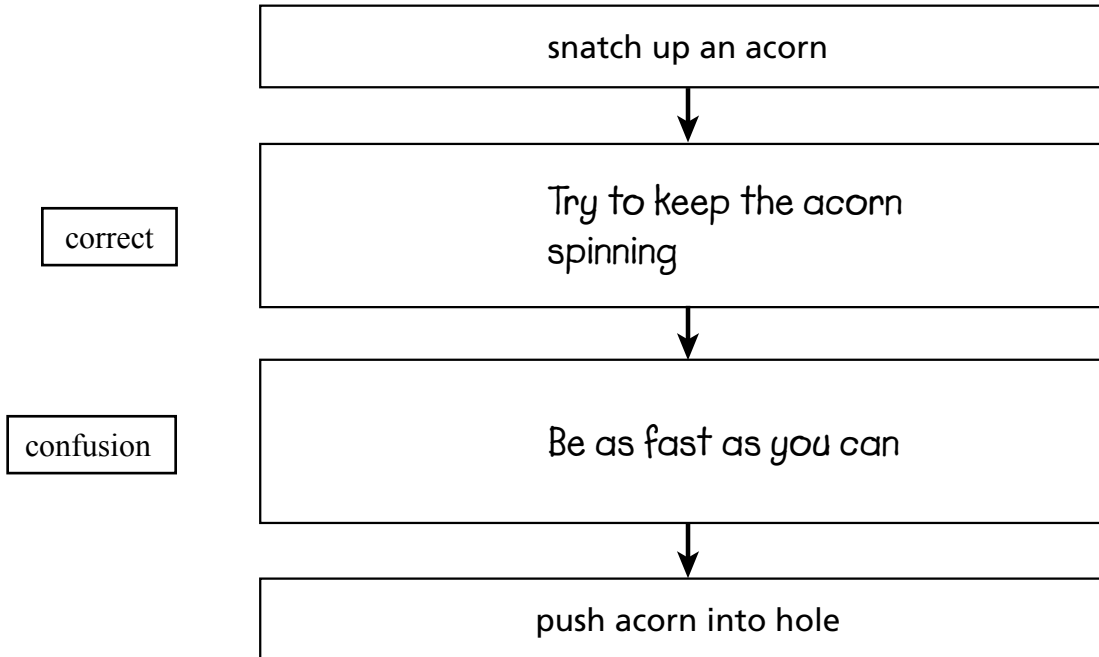 snatch up an acorn
correct
Try to keep the acorn
spinning
confusion
Be as fast as you can
push acorn into hole